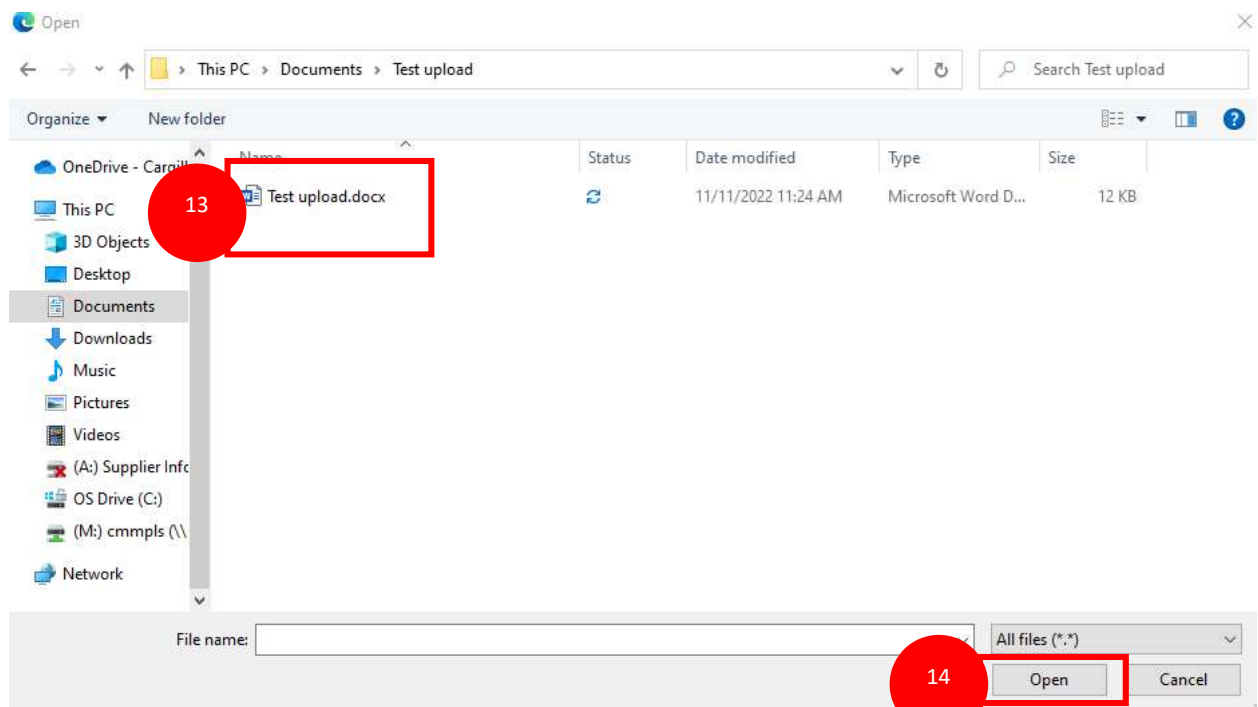 Open
This PC > Documents > Test upload
Search Test upload
Organize
New folder
Name Status Date modified Type Size
OneDrive - Cargill
13
Test upload.docx 11/11/2022 11:24 AM Microsoft Word D... 12 KB
This PC
3D Objects
Desktop
Documents
Downloads
Music
Pictures
Videos
(A:) Supplier Info
OS Drive (C:)
(M:) cmmpls (\\
Network
File name:
All files (*.*)
14
Open
Cancel